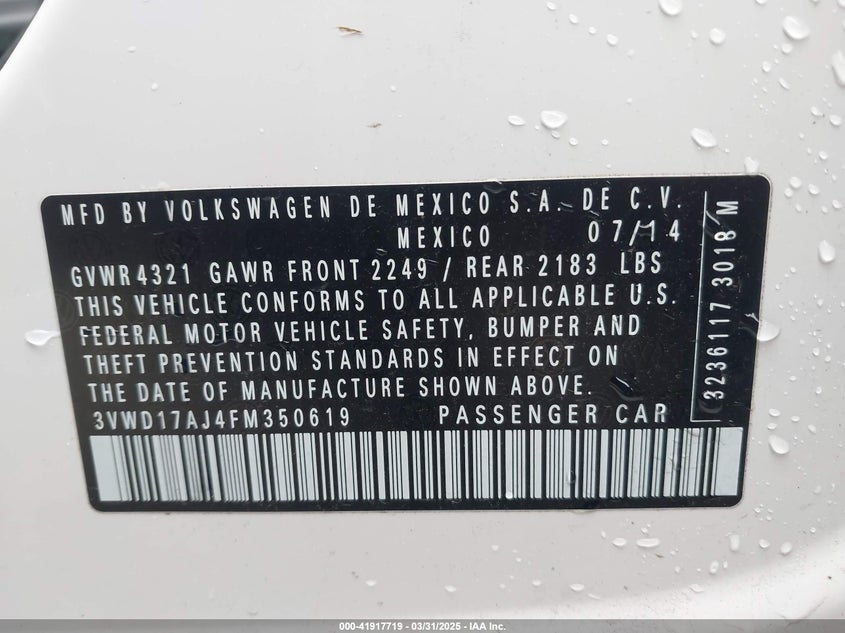 MFD BY VOLKSWAGEN DE MEXICO S.A. DE C.V.
MEXICO 07/14
GVWR 4321 GAWR FRONT 2249 / REAR 2183 LBS
THIS VEHICLE CONFORMS TO ALL APPLICABLE U.S.
FEDERAL MOTOR VEHICLE SAFETY, BUMPER AND
THEFT PREVENTION STANDARDS IN EFFECT ON
THE DATE OF MANUFACTURE SHOWN ABOVE.
3VWD17AJ4FM350619 PASSENGER CAR
3236117 3018 M
000-41917719 - 03/31/2025 - IAA Inc.